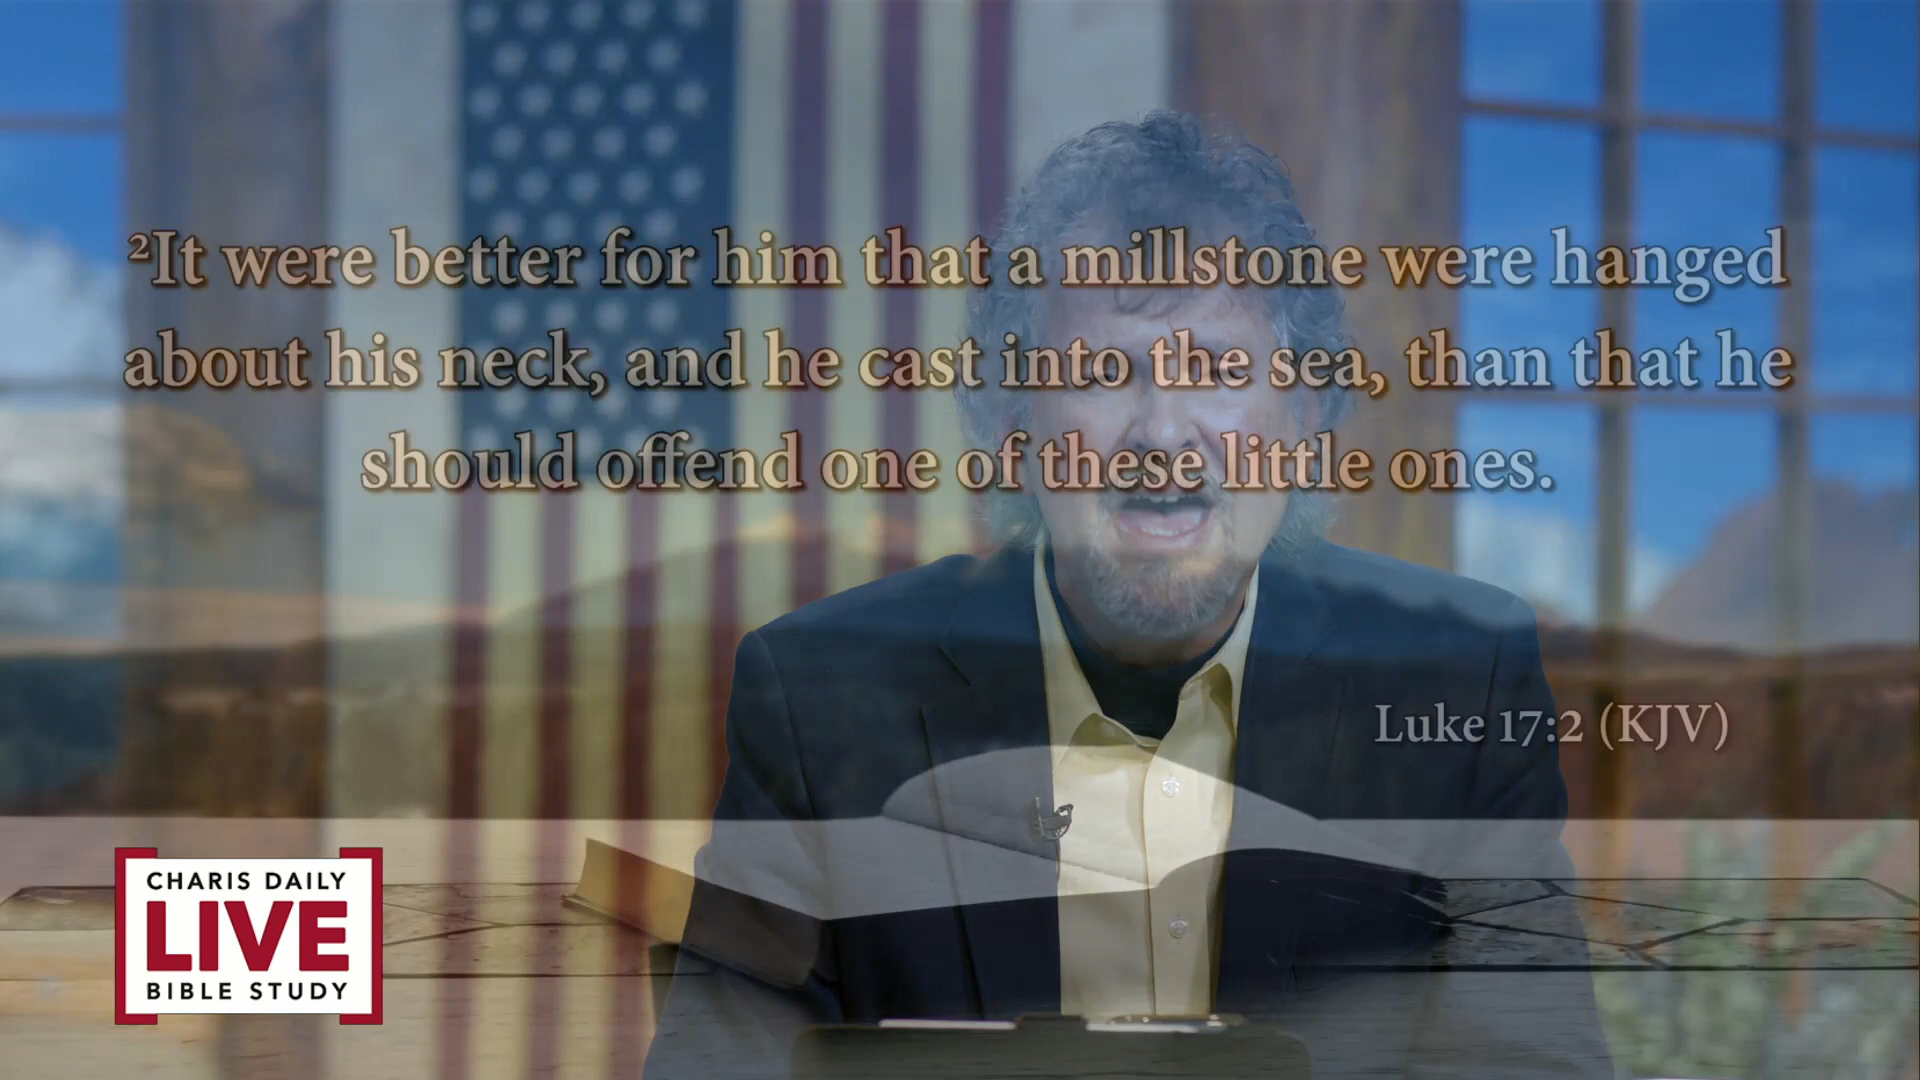 ²It were better for him that a millstone were hanged
about his neck, and he cast into the sea, than that he
should offend one of these little ones.
Luke 17:2 (KJV)
CHARIS DAILY
LIVE
BIBLE STUDY